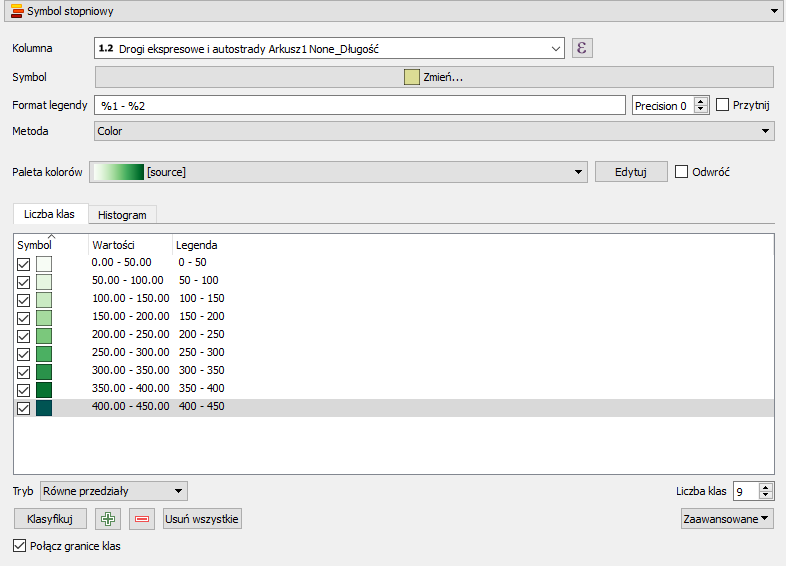 Symbol stopniowy
Kolumna 1.2 Drogi ekspresowe i autostrady Arkusz1 None_Długość ε
Symbol Zmień...
Format legendy %1 - %2 Precision 0 Przytnij
Metoda Color
Paleta kolorów [source] Edytuj Odwróć
Liczba klas Histogram
Symbol Wartości Legenda
0.00 - 50.00 0 - 50
50.00 - 100.00 50 - 100
100.00 - 150.00 100 - 150
150.00 - 200.00 150 - 200
200.00 - 250.00 200 - 250
250.00 - 300.00 250 - 300
300.00 - 350.00 300 - 350
350.00 - 400.00 350 - 400
400.00 - 450.00 400 - 450
Tryb Równe przedziały Liczba klas 9
Klasyfikuj Usuń wszystkie Zaawansowane
Połącz granice klas